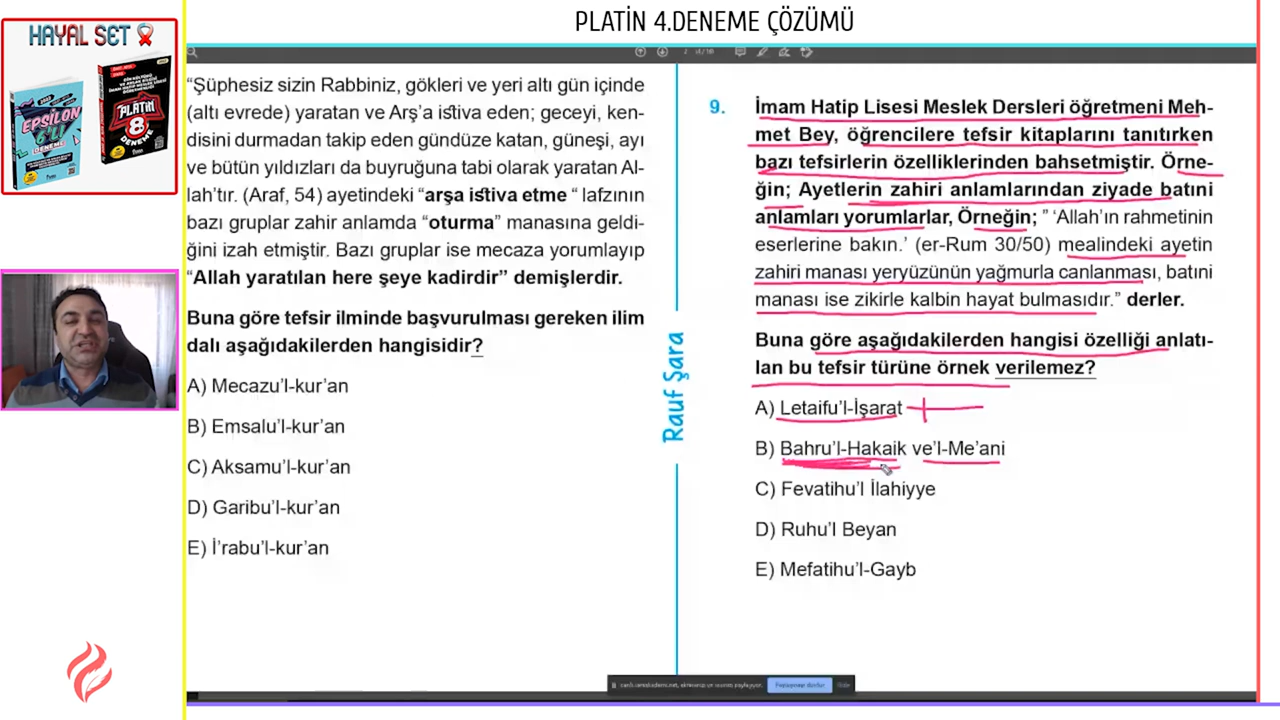 PLATİN 4.DENEME ÇÖZÜMÜ
HAYAL SET
EPSİLON
6'LI
DENEME
PLATİN
8
DENEME
"Şüphesiz sizin Rabbiniz, gökleri ve yeri altı gün içinde
(altı evrede) yaratan ve Arş'a istiva eden; geceyi, ken-
disini durmadan takip eden gündüze katan, güneşi, ayı
ve bütün yıldızları da buyruğuna tabi olarak yaratan Al-
lah'tır. (Araf, 54) ayetindeki "arşa istiva etme " lafzının
bazı gruplar zahir anlamda "oturma" manasına geldi-
ğini izah etmiştir. Bazı gruplar ise mecaza yorumlayıp
"Allah yaratılan here şeye kadirdir" demişlerdir.
Buna göre tefsir ilminde başvurulması gereken ilim
dalı aşağıdakilerden hangisidir?
A) Mecazu'l-kur'an
B) Emsalu'l-kur'an
C) Aksamu'l-kur'an
D) Garibu'l-kur'an
E) İ'rabu'l-kur'an
Rauf Şara
9. İmam Hatip Lisesi Meslek Dersleri öğretmeni Meh-
met Bey, öğrencilere tefsir kitaplarını tanıtırken
bazı tefsirlerin özelliklerinden bahsetmiştir. Örne-
ğin; Ayetlerin zahiri anlamlarından ziyade batıni
anlamları yorumlarlar, Örneğin; " 'Allah'ın rahmetinin
eserlerine bakın.' (er-Rum 30/50) mealindeki ayetin
zahiri manası yeryüzünün yağmurla canlanması, batıni
manası ise zikirle kalbin hayat bulmasıdır." derler.
Buna göre aşağıdakilerden hangisi özelliği anlatı-
lan bu tefsir türüne örnek verilemez?
A) Letaifu'l-İşarat
B) Bahru'l-Hakaik ve'l-Me'ani
C) Fevatihu'l İlahiyye
D) Ruhu'l Beyan
E) Mefatihu'l-Gayb